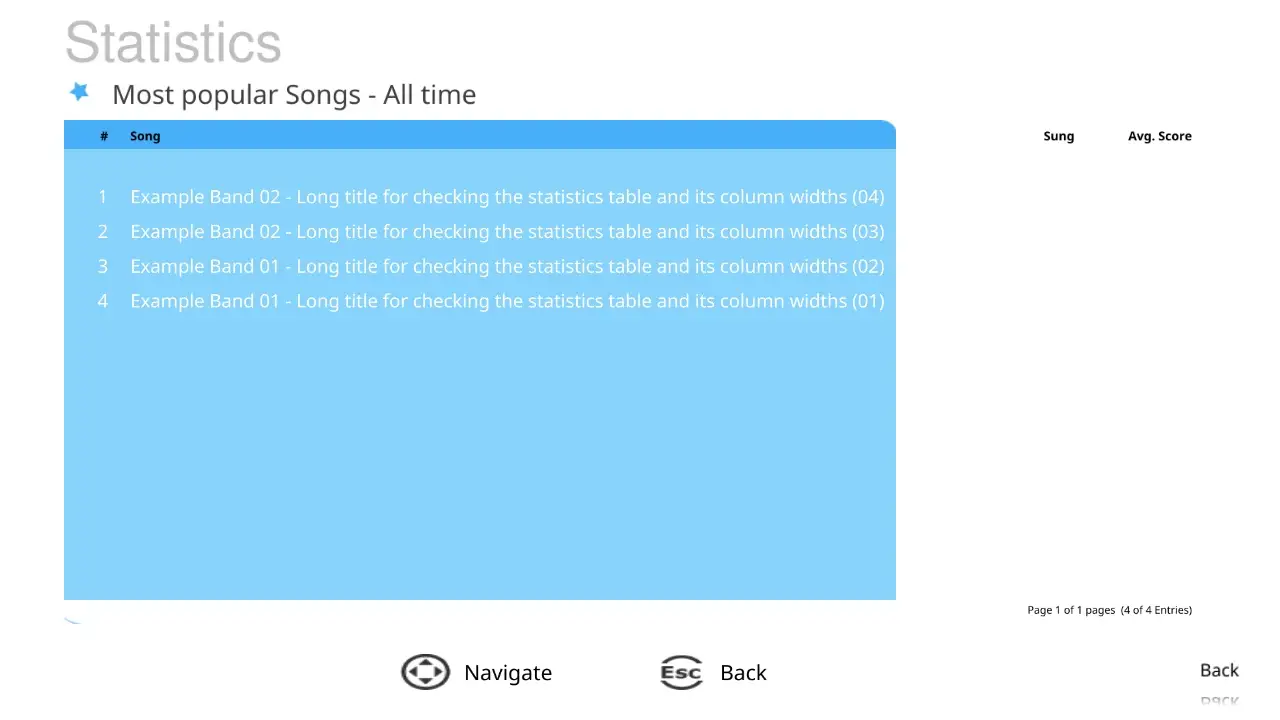 Statistics
Most popular Songs - All time
# Song Sung Avg. Score
1 Example Band 02 - Long title for checking the statistics table and its column widths (04)
2 Example Band 02 - Long title for checking the statistics table and its column widths (03)
3 Example Band 01 - Long title for checking the statistics table and its column widths (02)
4 Example Band 01 - Long title for checking the statistics table and its column widths (01)
Page 1 of 1 pages (4 of 4 Entries)
Navigate Esc Back Back